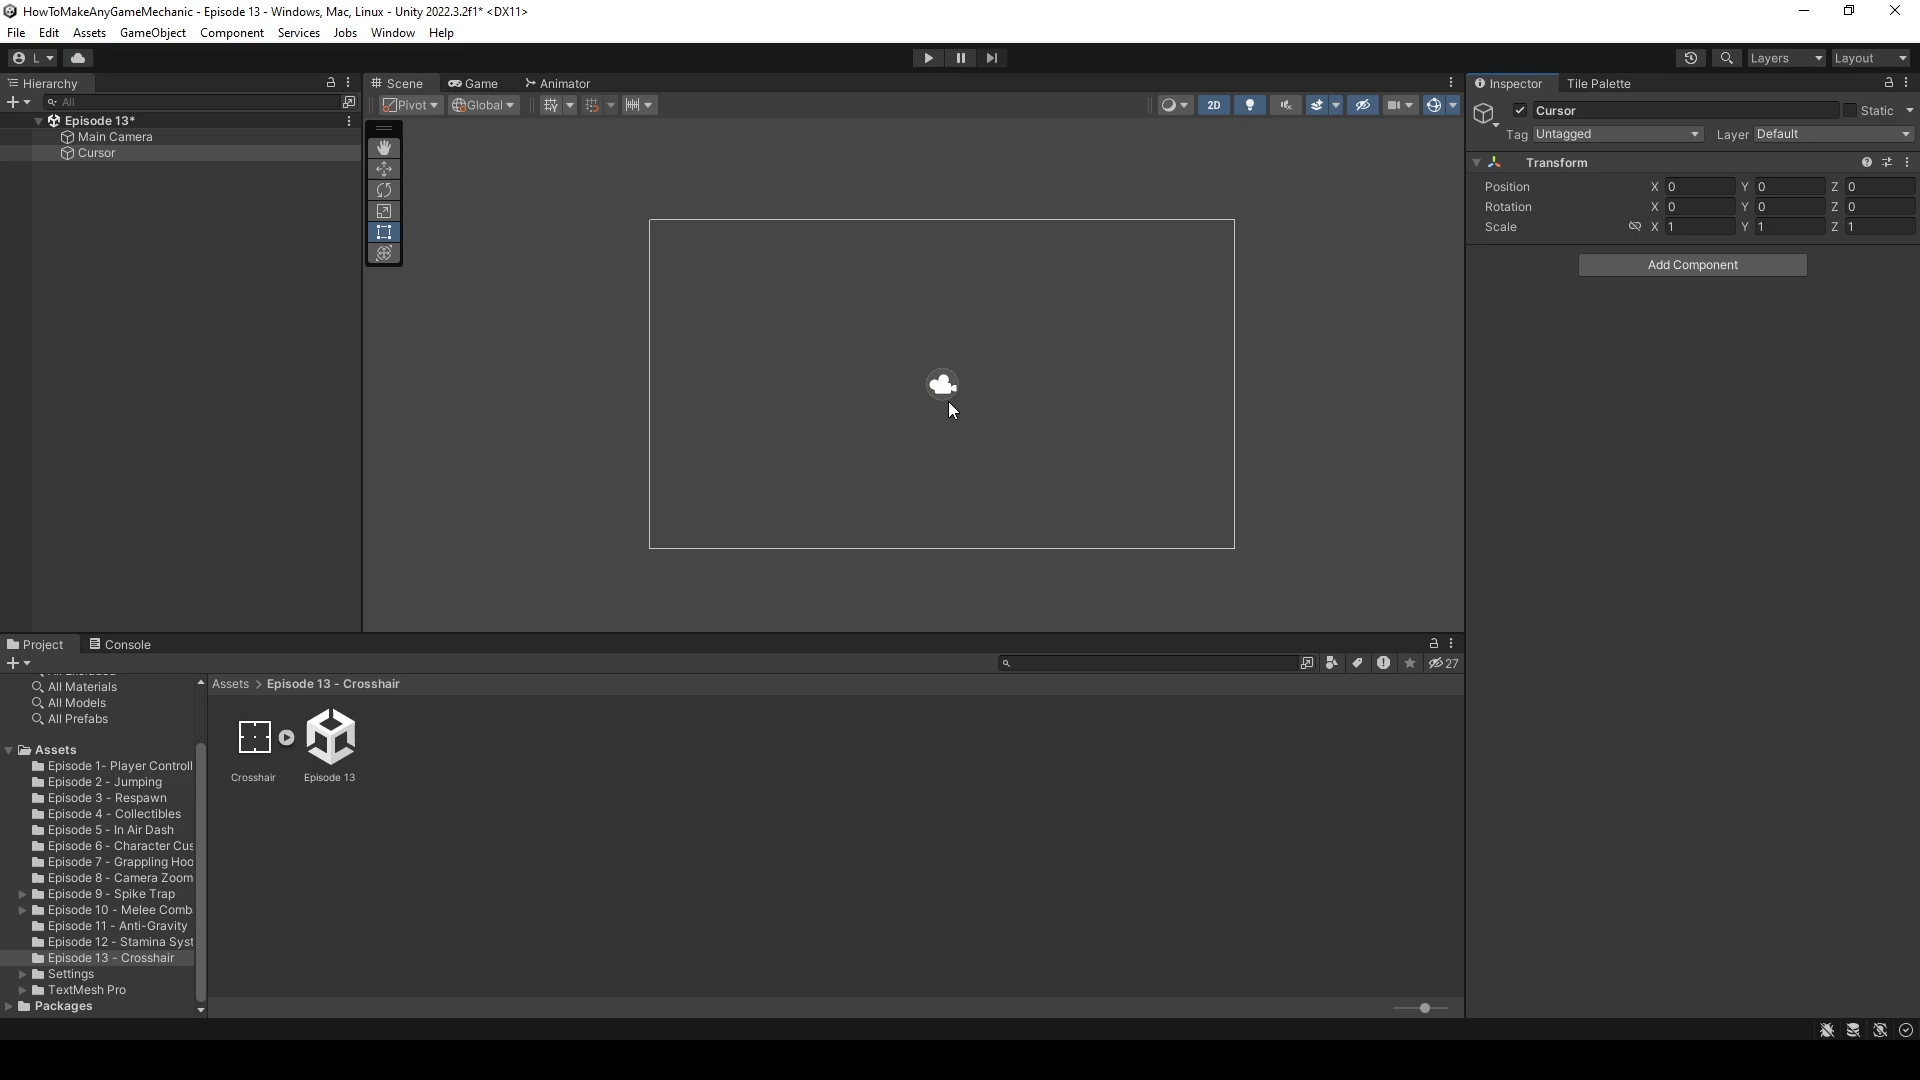 HowToMakeAnyGameMechanic - Episode 13 - Windows, Mac, Linux - Unity 2022.3.2f1* <DX11>
File Edit Assets GameObject Component Services Jobs Window Help
L Layers Layout
Hierarchy Scene Game Animator Inspector Tile Palette
All Pivot Global 2D Cursor Static
Episode 13*
Main Camera Tag Untagged Layer Default
Cursor
Transform
Position X 0 Y 0 Z 0
Rotation X 0 Y 0 Z 0
Scale X 1 Y 1 Z 1
Add Component
Project Console
27
Assets > Episode 13 - Crosshair
All Materials
All Models
All Prefabs
Assets
Episode 1- Player Controll
Episode 2 - Jumping
Episode 3 - Respawn
Episode 4 - Collectibles
Episode 5 - In Air Dash
Episode 6 - Character Cus
Episode 7 - Grappling Hoo
Episode 8 - Camera Zoom
Episode 9 - Spike Trap
Episode 10 - Melee Comb
Episode 11 - Anti-Gravity
Episode 12 - Stamina Syst
Episode 13 - Crosshair
Settings
TextMesh Pro
Packages
Crosshair Episode 13